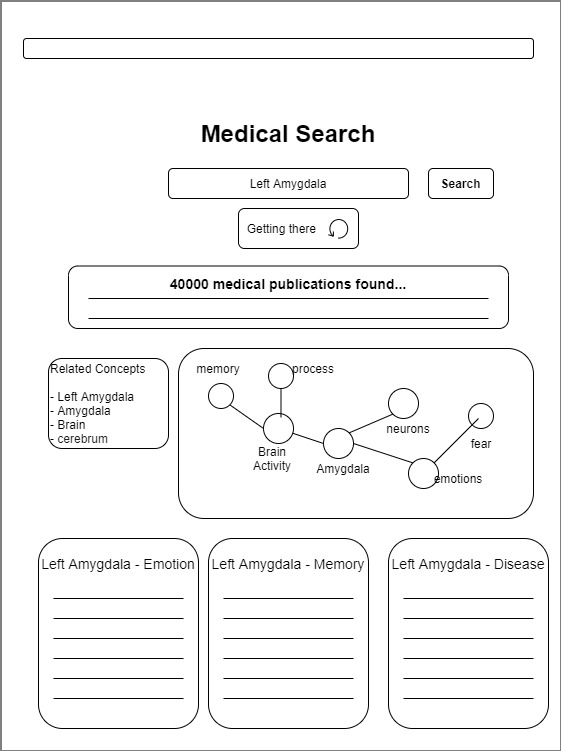 Medical Search
Left Amygdala
Search
Getting there
40000 medical publications found...
Related Concepts
- Left Amygdala
- Amygdala
- Brain
- cerebrum
memory
process
Brain
Activity
Amygdala
neurons
fear
emotions
Left Amygdala - Emotion
Left Amygdala - Memory
Left Amygdala - Disease